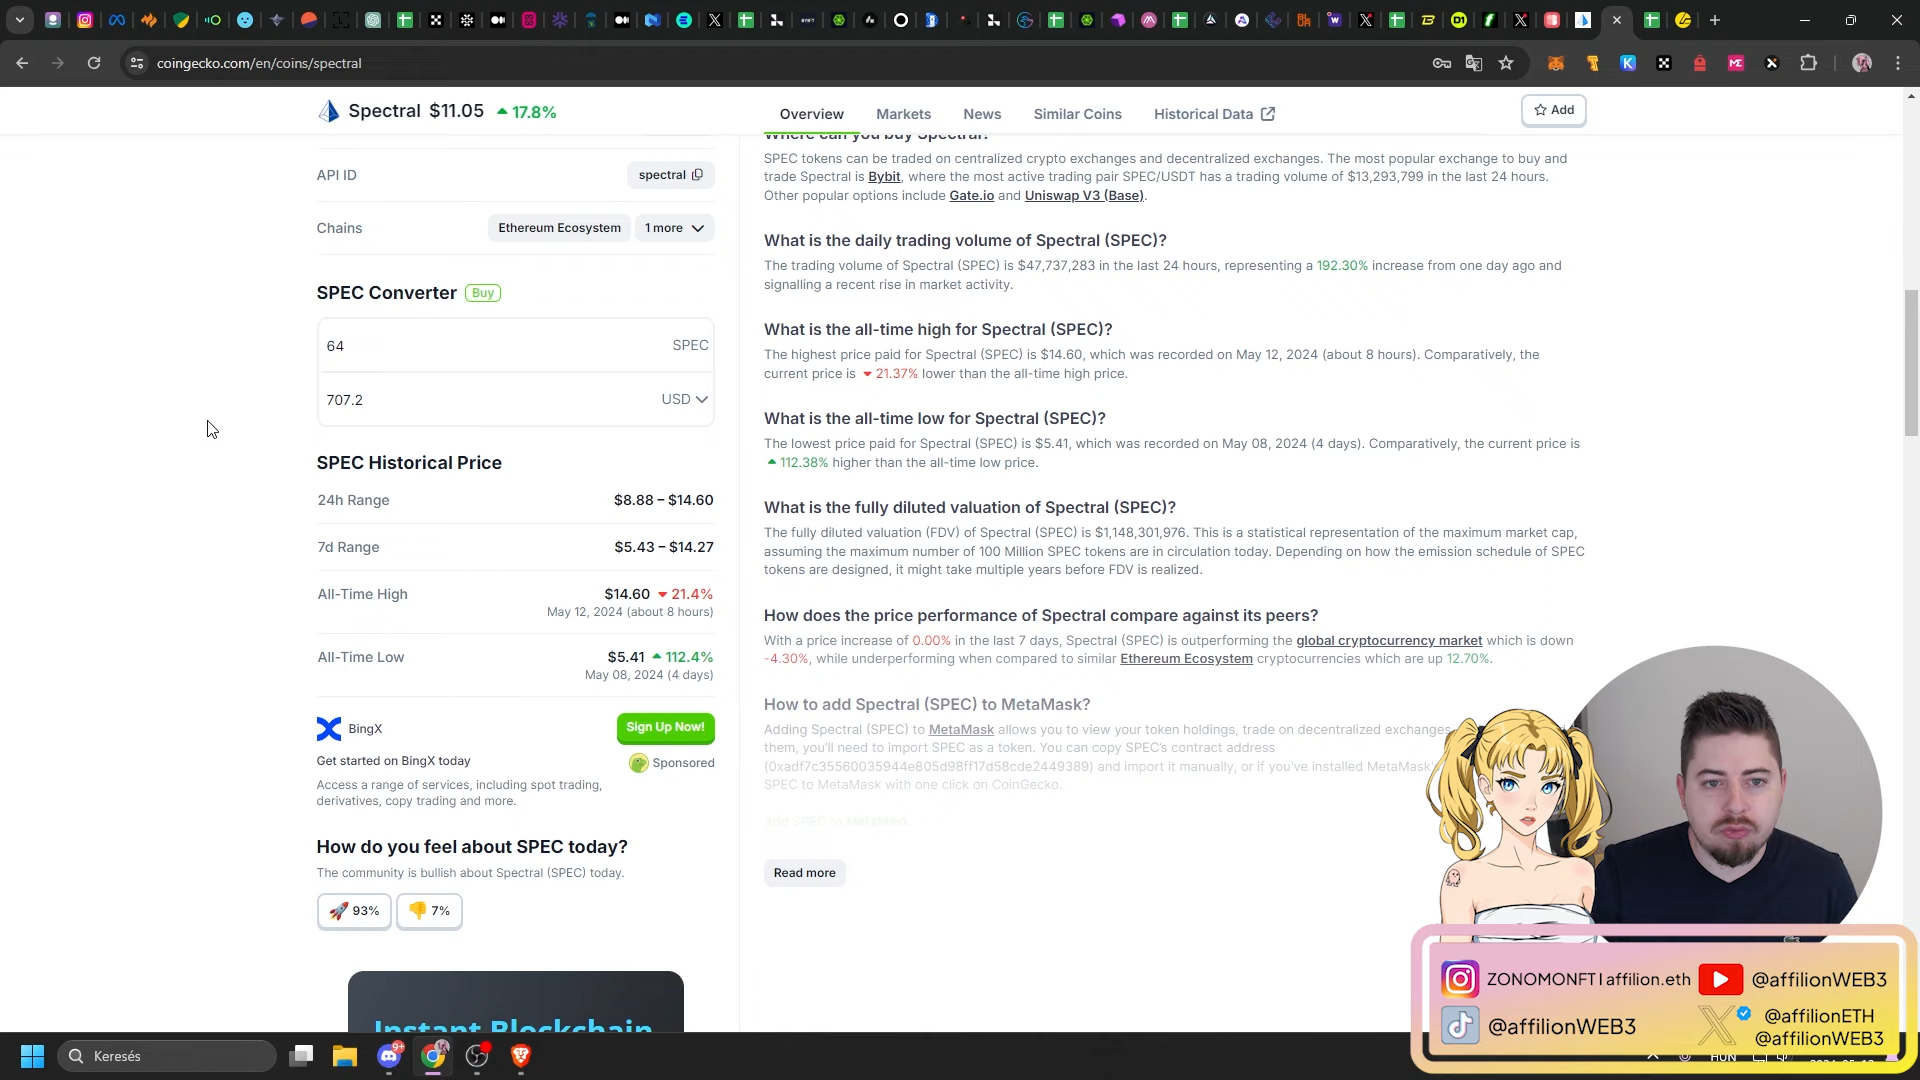 coingecko.com/en/coins/spectral
Spectral $11.05 17.8%
Overview
Markets
News
Similar Coins
Historical Data
Add
API ID
spectral
Chains
Ethereum Ecosystem
1 more
SPEC Converter
Buy
64
SPEC
707.2
USD
SPEC Historical Price
24h Range
$8.88 – $14.60
7d Range
$5.43 – $14.27
All-Time High
$14.60 21.4%
May 12, 2024 (about 8 hours)
All-Time Low
$5.41 112.4%
May 08, 2024 (4 days)
BingX
Sign Up Now!
Get started on BingX today
Sponsored
Access a range of services, including spot trading,
derivatives, copy trading and more.
How do you feel about SPEC today?
The community is bullish about Spectral (SPEC) today.
93%
7%
Instant Blockchain
Where can you buy Spectral?
SPEC tokens can be traded on centralized crypto exchanges and decentralized exchanges. The most popular exchange to buy and
trade Spectral is Bybit, where the most active trading pair SPEC/USDT has a trading volume of $13,293,799 in the last 24 hours.
Other popular options include Gate.io and Uniswap V3 (Base).
What is the daily trading volume of Spectral (SPEC)?
The trading volume of Spectral (SPEC) is $47,737,283 in the last 24 hours, representing a 192.30% increase from one day ago and
signalling a recent rise in market activity.
What is the all-time high for Spectral (SPEC)?
The highest price paid for Spectral (SPEC) is $14.60, which was recorded on May 12, 2024 (about 8 hours). Comparatively, the
current price is 21.37% lower than the all-time high price.
What is the all-time low for Spectral (SPEC)?
The lowest price paid for Spectral (SPEC) is $5.41, which was recorded on May 08, 2024 (4 days). Comparatively, the current price is
112.38% higher than the all-time low price.
What is the fully diluted valuation of Spectral (SPEC)?
The fully diluted valuation (FDV) of Spectral (SPEC) is $1,148,301,976. This is a statistical representation of the maximum market cap,
assuming the maximum number of 100 Million SPEC tokens are in circulation today. Depending on how the emission schedule of SPEC
tokens are designed, it might take multiple years before FDV is realized.
How does the price performance of Spectral compare against its peers?
With a price increase of 0.00% in the last 7 days, Spectral (SPEC) is outperforming the global cryptocurrency market which is down
-4.30%, while underperforming when compared to similar Ethereum Ecosystem cryptocurrencies which are up 12.70%.
How to add Spectral (SPEC) to MetaMask?
Adding Spectral (SPEC) to MetaMask allows you to view your token holdings, trade on decentralized exchanges
them, you'll need to import SPEC as a token. You can copy SPEC's contract address
(0xadf7c35560035944e805d98ff17d58cde2449389) and import it manually, or if you've installed MetaMask
SPEC to MetaMask with one click on CoinGecko.
Add SPEC to MetaMask
Read more
ZONOMONFT | affilion.eth
@affilionWEB3
@affilionWEB3
@affilionETH
@affilionWEB3
Keresés
9+
HUN